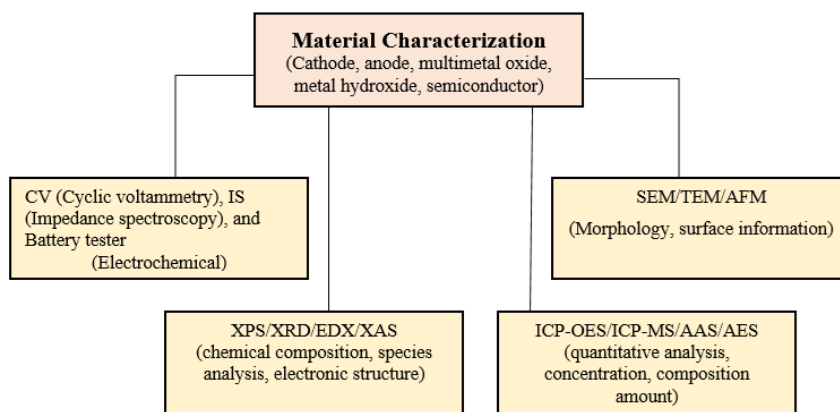 Material Characterization
(Cathode, anode, multimetal oxide,
metal hydroxide, semiconductor)
CV (Cyclic voltammetry), IS
(Impedance spectroscopy), and
Battery tester
(Electrochemical)
SEM/TEM/AFM
(Morphology, surface information)
XPS/XRD/EDX/XAS
(chemical composition, species
analysis, electronic structure)
ICP-OES/ICP-MS/AAS/AES
(quantitative analysis,
concentration, composition
amount)